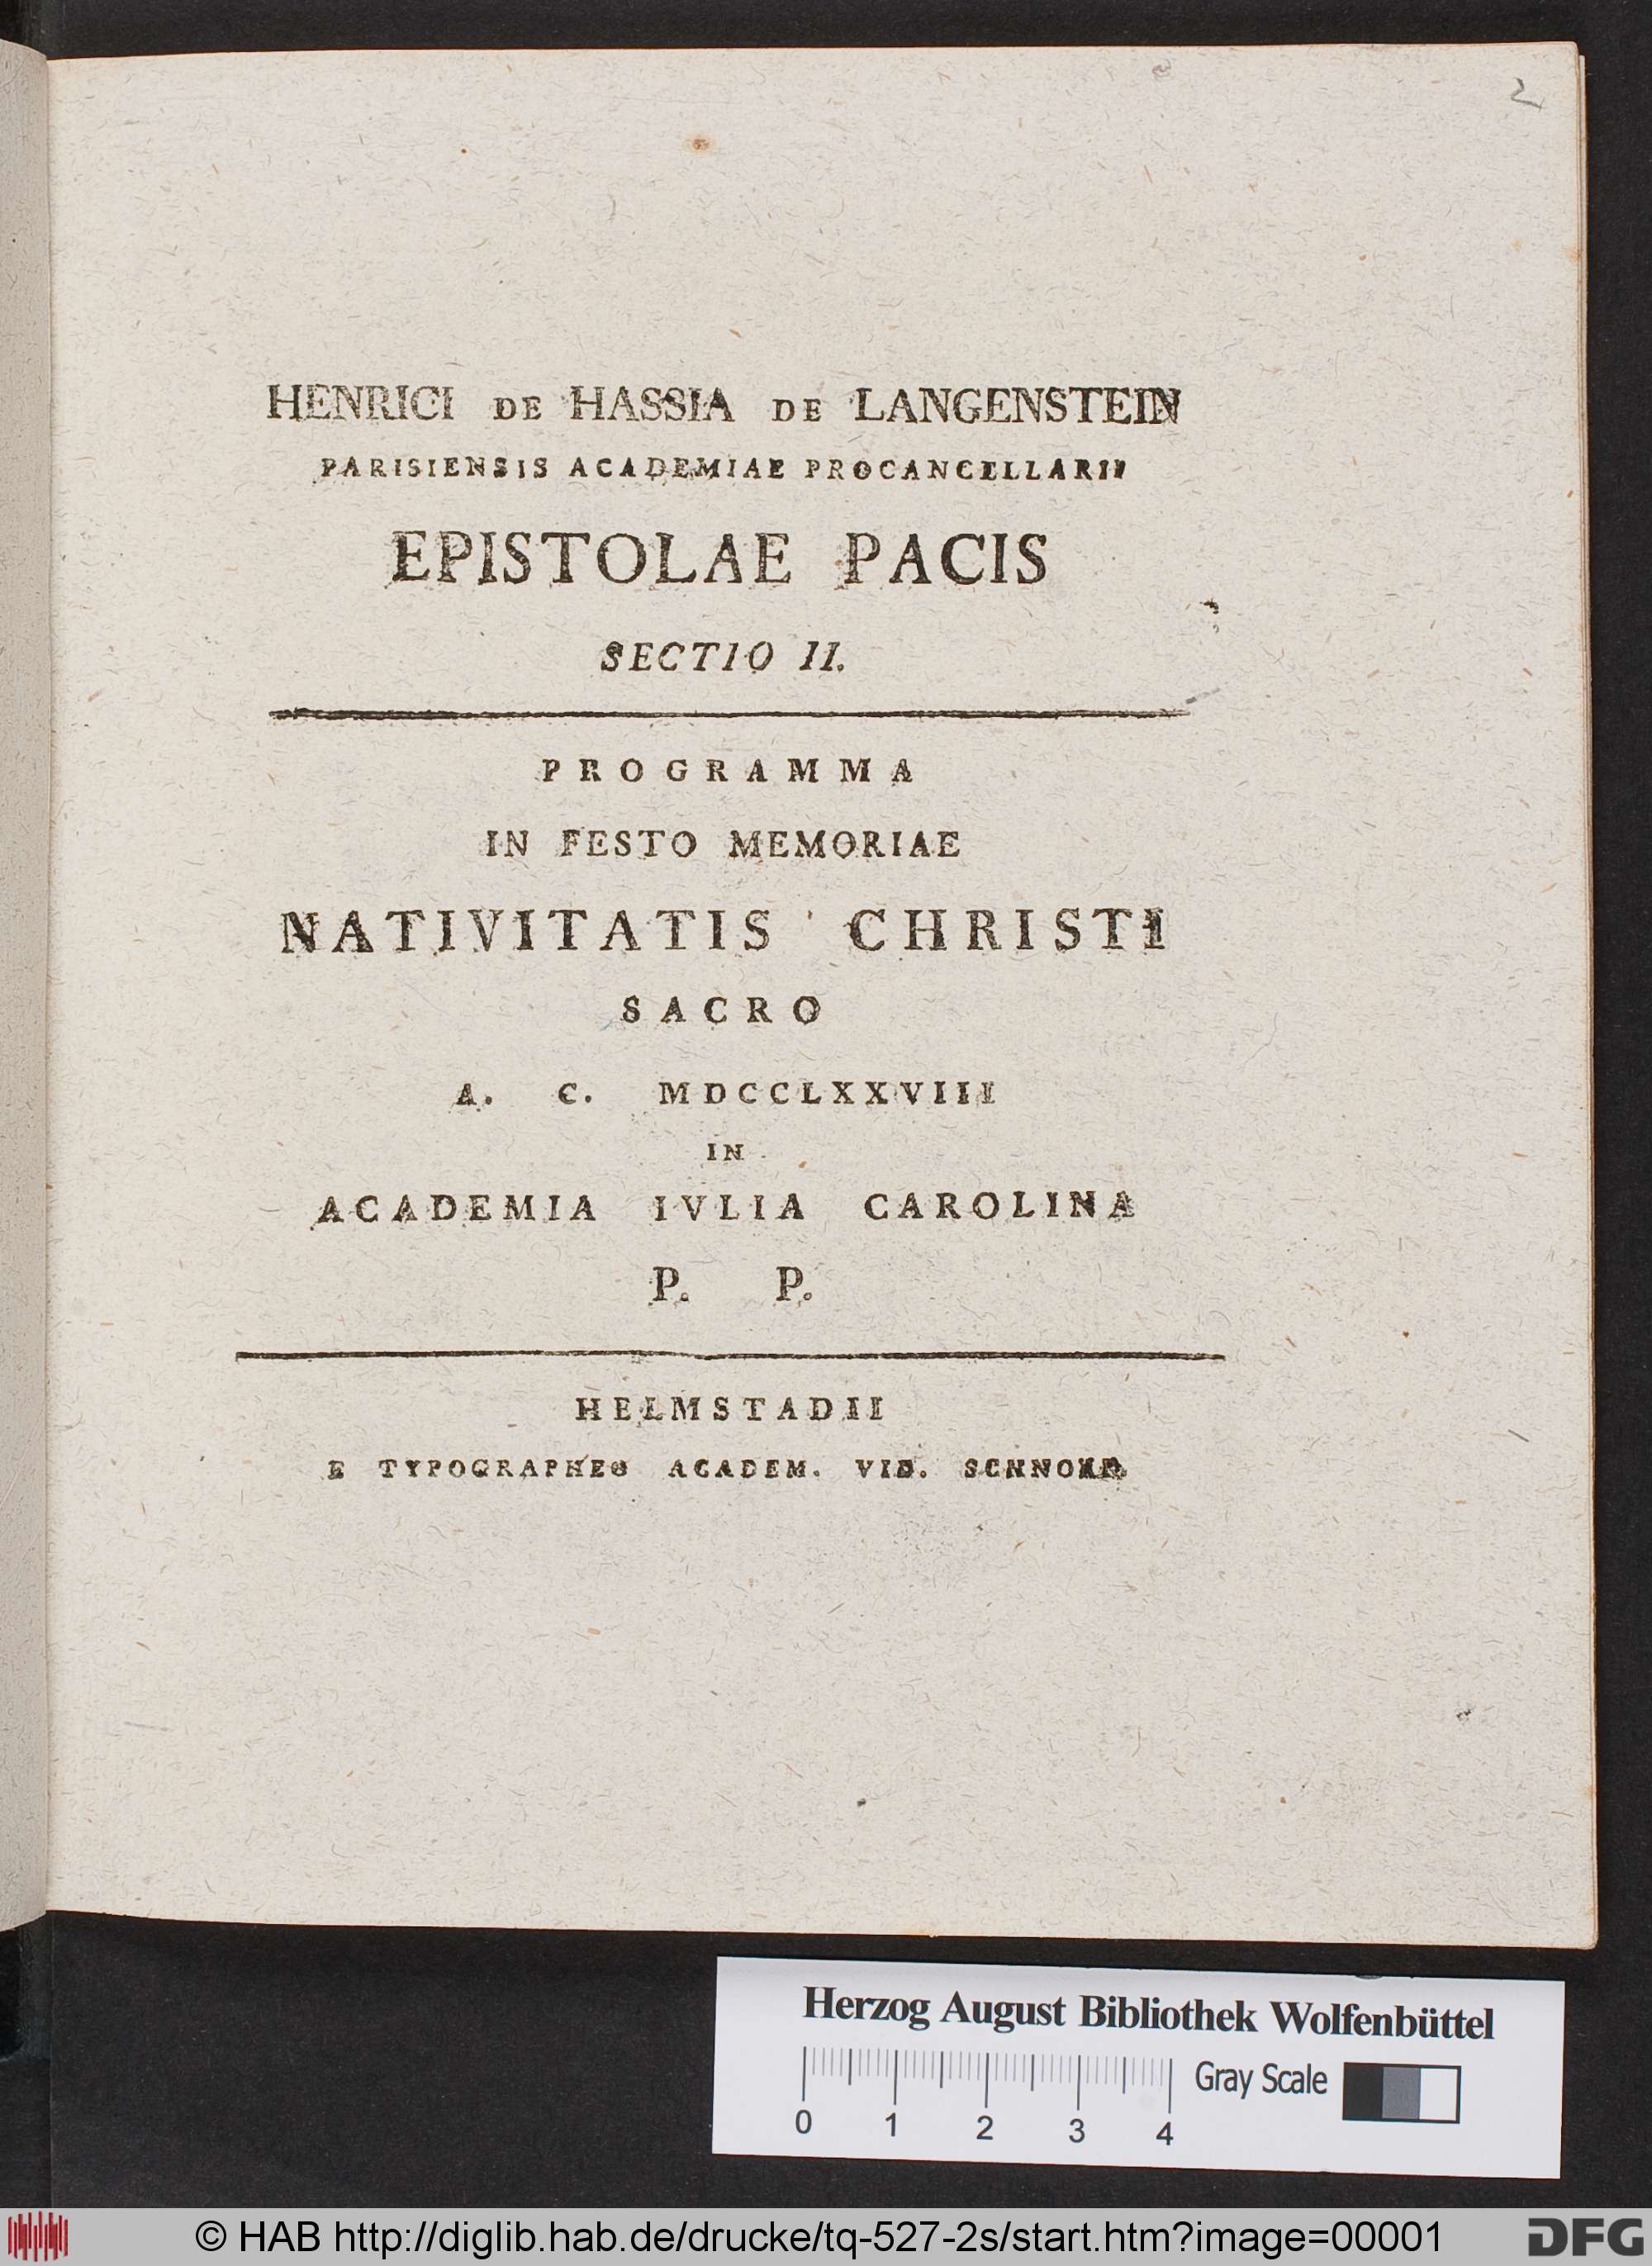 2
HENRICI DE HASSIA DE LANGENSTEIN
PARISIENSIS ACADEMIAE PROCANCELLARII
EPISTOLAE PACIS
SECTIO II.
PROGRAMMA
IN FESTO MEMORIAE
NATIVITATIS CHRISTI
SACRO
A. C. MDCCLXXVIII
IN
ACADEMIA IVLIA CAROLINA
P. P.
HELMSTADII
E TYPOGRAPHEO ACADEM. VID.
Herzog August Bibliothek Wolfenbüttel
Gray Scale
0 1 2 3 4
© HAB http://diglib.hab.de/drucke/tq-527-2s/start.htm?image=00001
DFG